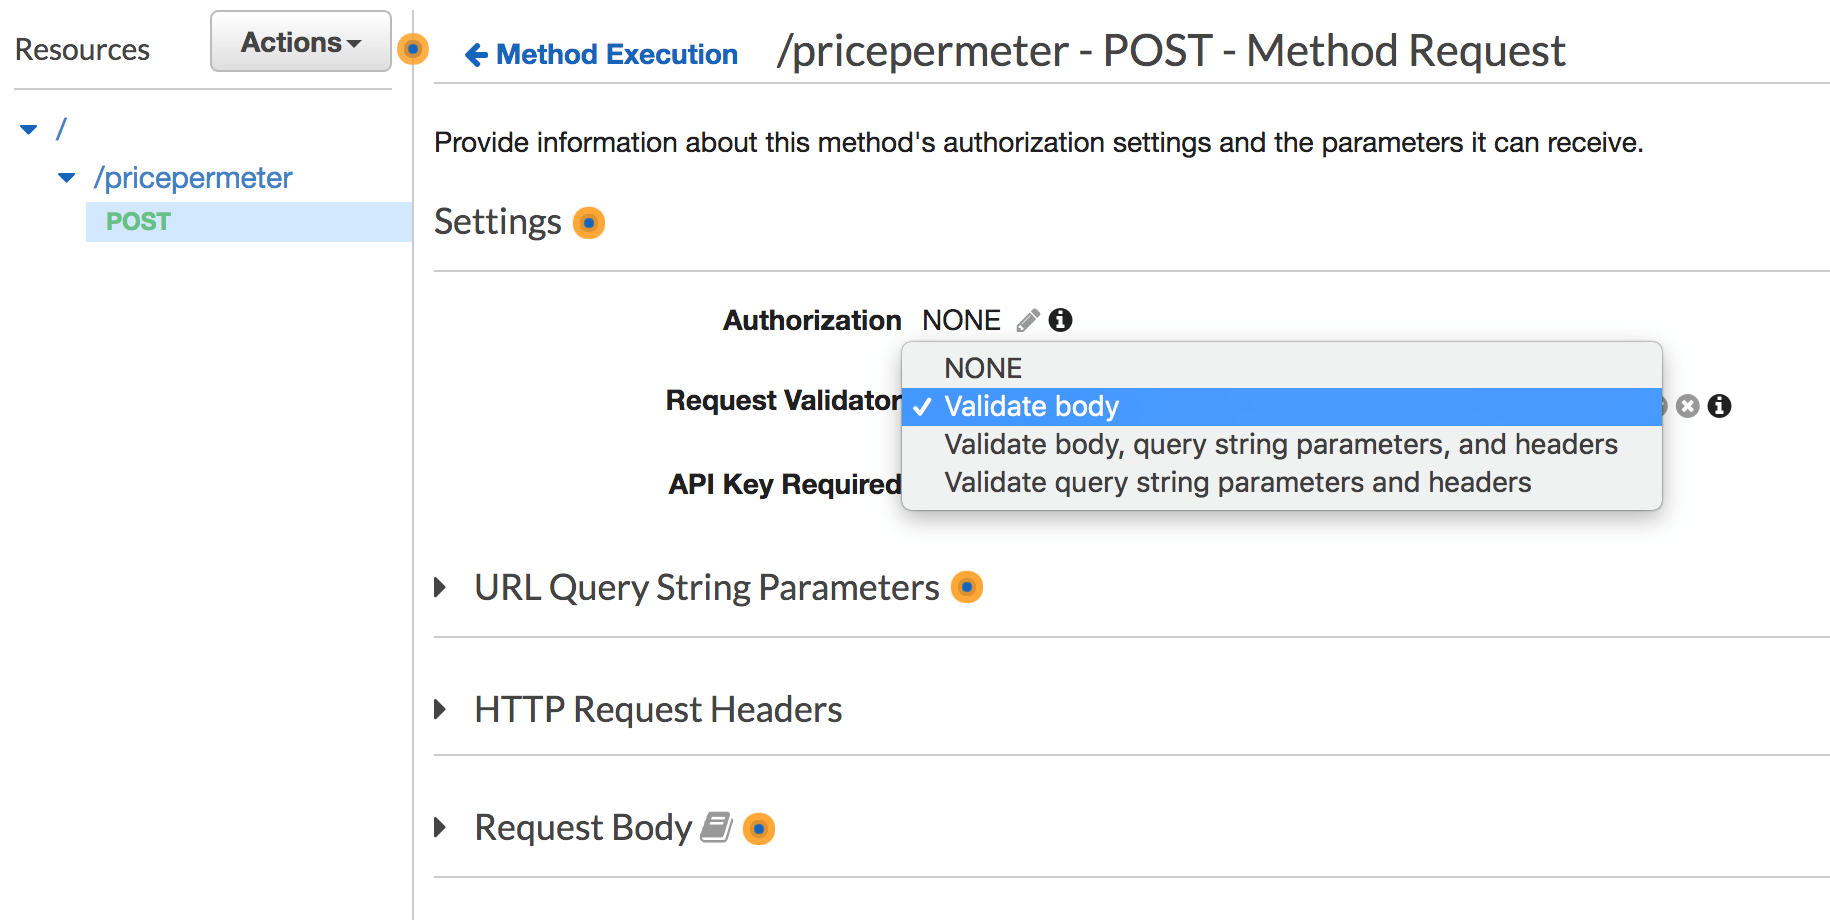 Resources
Actions
Method Execution
/pricepermeter - POST - Method Request
/
/pricepermeter
POST
Provide information about this method's authorization settings and the parameters it can receive.
Settings
Authorization NONE
Request Validator
NONE
Validate body
Validate body, query string parameters, and headers
Validate query string parameters and headers
API Key Required
URL Query String Parameters
HTTP Request Headers
Request Body